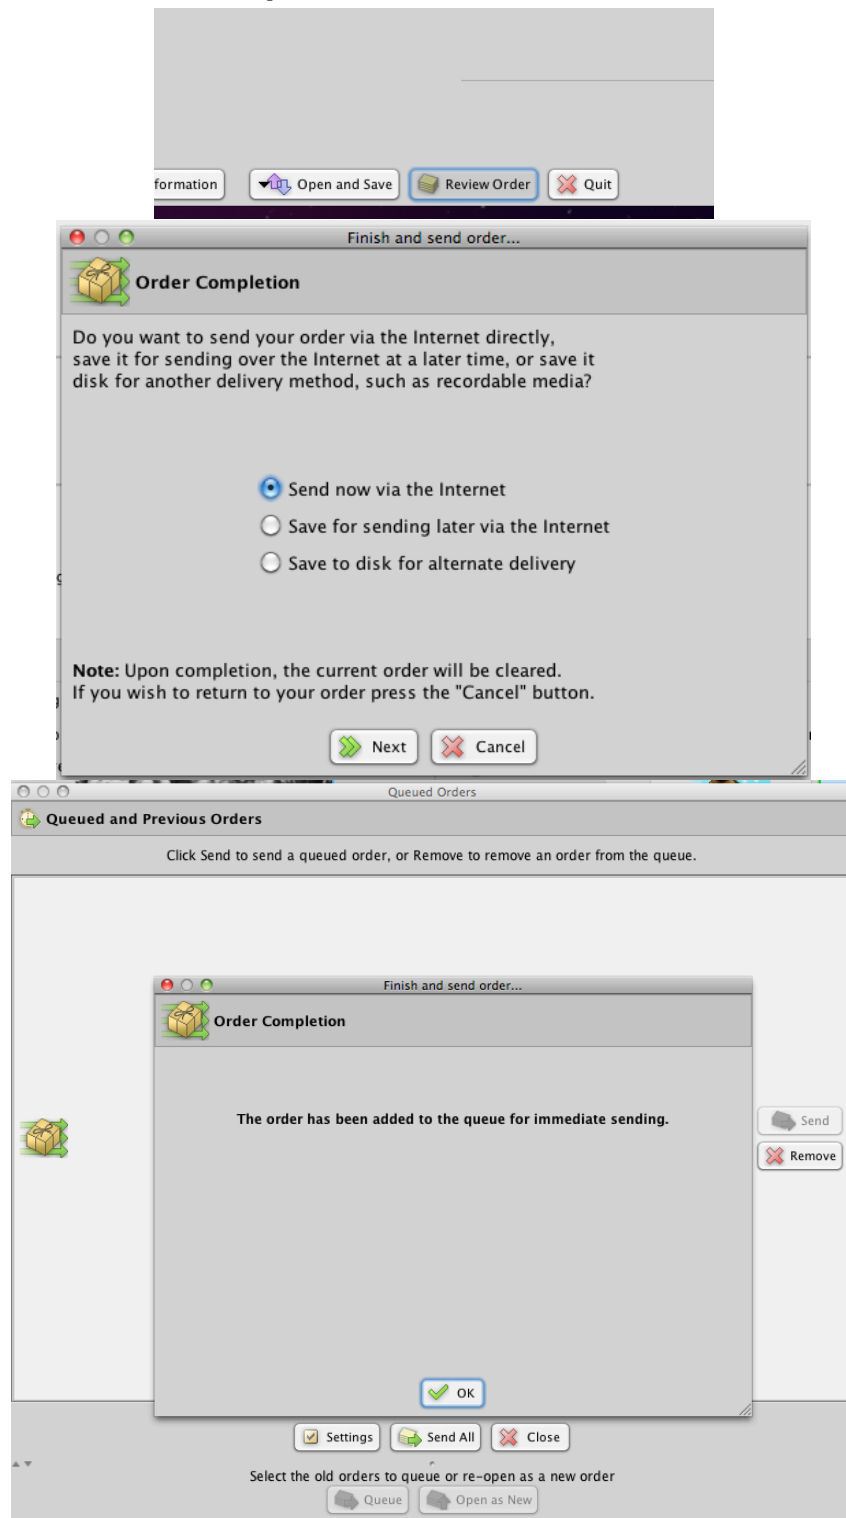 formation
Open and Save
Review Order
Quit
Finish and send order...
Order Completion
Do you want to send your order via the Internet directly,
save it for sending over the Internet at a later time, or save it
disk for another delivery method, such as recordable media?
Send now via the Internet
Save for sending later via the Internet
Save to disk for alternate delivery
Note: Upon completion, the current order will be cleared.
If you wish to return to your order press the "Cancel" button.
Next
Cancel
Queued Orders
Queued and Previous Orders
Click Send to send a queued order, or Remove to remove an order from the queue.
Finish and send order...
Order Completion
The order has been added to the queue for immediate sending.
Send
Remove
OK
Settings
Send All
Close
Select the old orders to queue or re-open as a new order
Queue
Open as New